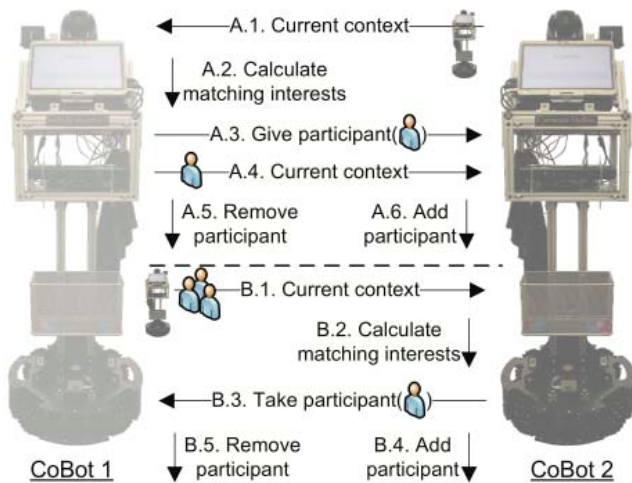 A.1. Current context
A.2. Calculate
matching interests
A.3. Give participant( )
A.4. Current context
A.5. Remove
participant
A.6. Add
participant
B.1. Current context
B.2. Calculate
matching interests
B.3. Take participant( )
B.5. Remove
participant
B.4. Add
participant
CoBot 1
CoBot 2